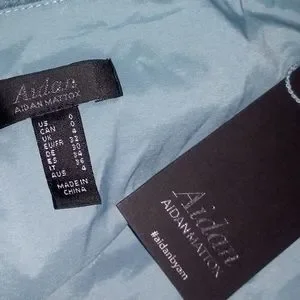 Aidan
AIDAN MATTOX
US 0
CAN 0
UK 4
EU/FR 32
DE 30
ES 34
IT 36
AUS 4
MADE IN
CHINA
Aidan
AIDAN MATTOX
#aidanbyam